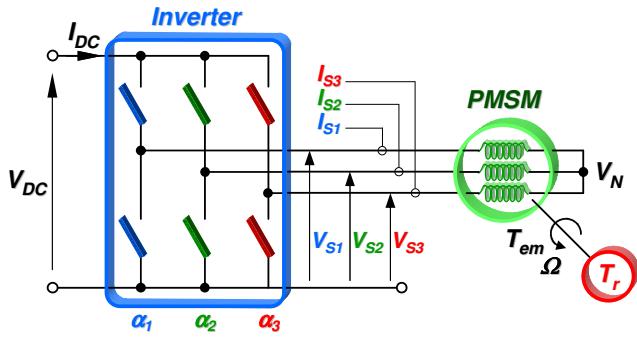 Inverter
I_DC
I_S3
I_S2
I_S1
PMSM
V_DC
V_N
V_S1
V_S2
V_S3
T_em
Ω
T_r
α_1
α_2
α_3